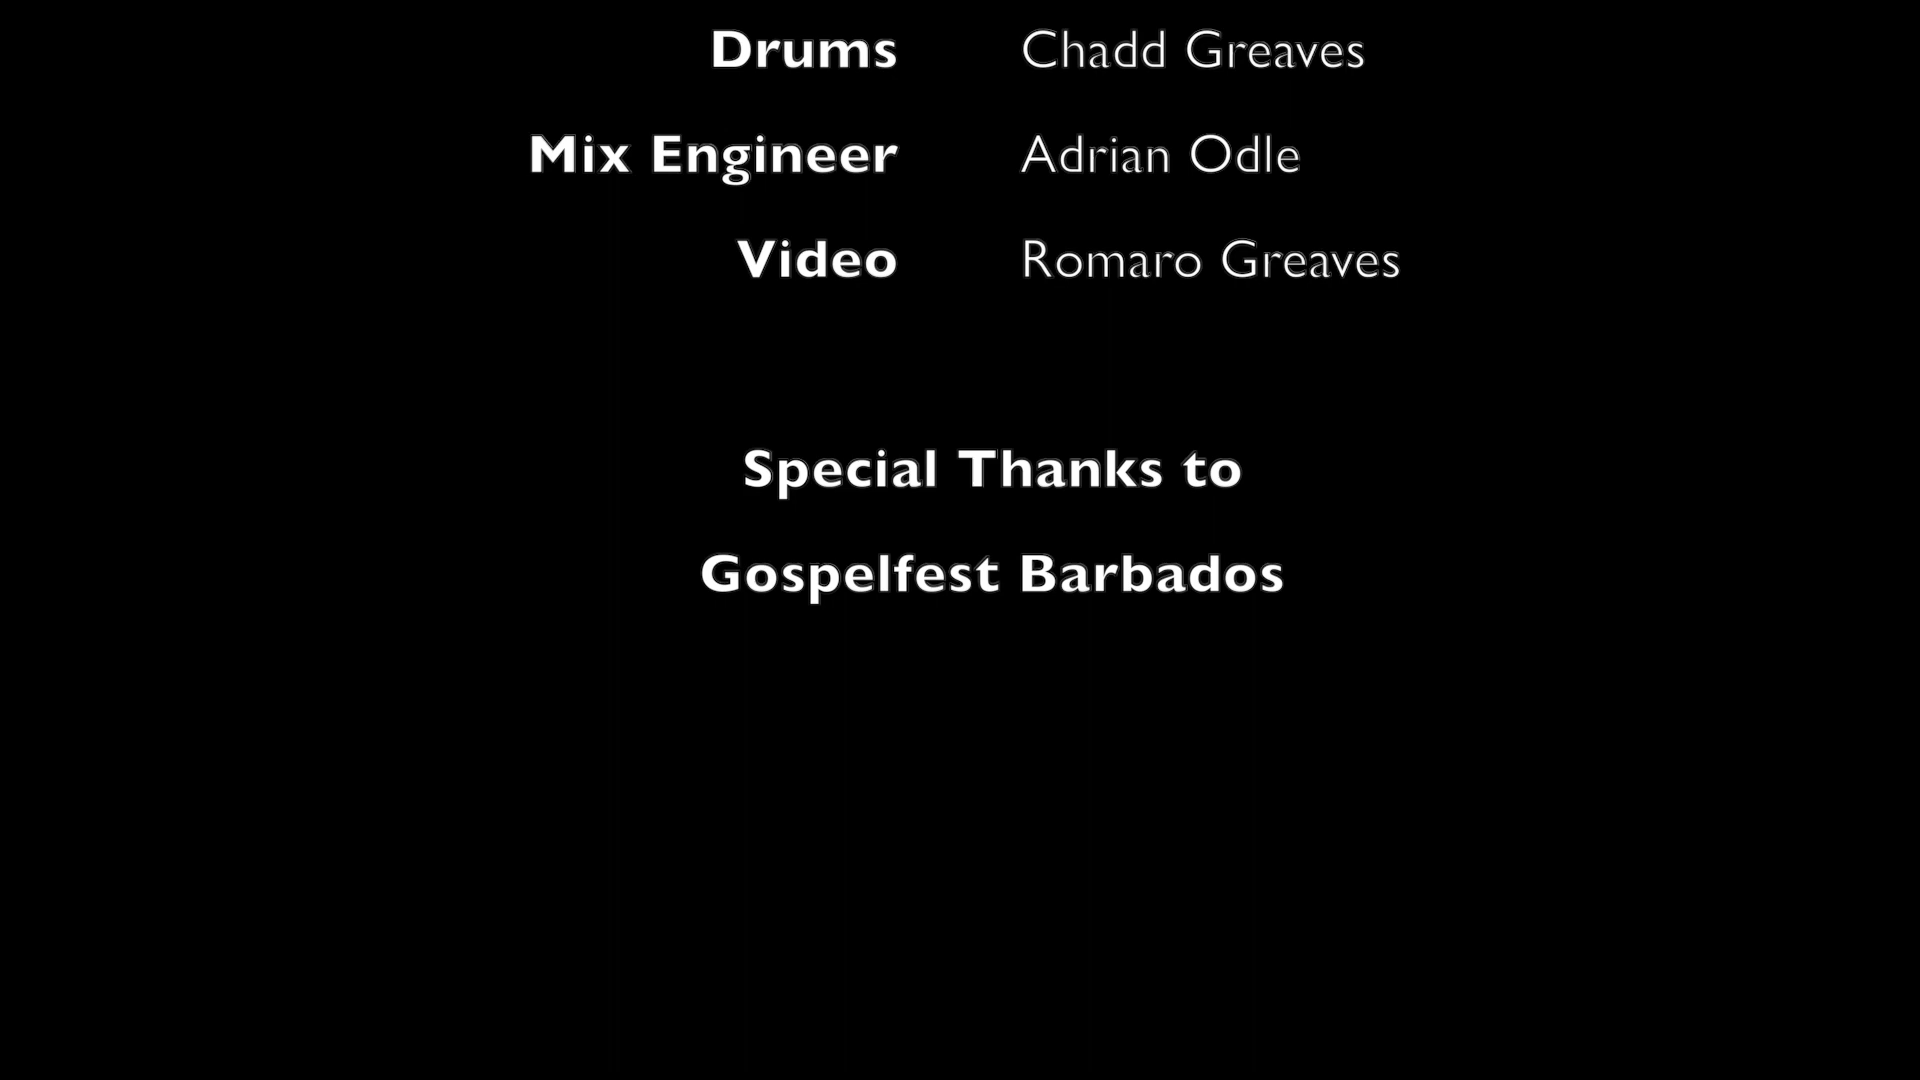 Drums Chadd Greaves
Mix Engineer Adrian Odle
Video Romaro Greaves
Special Thanks to
Gospelfest Barbados